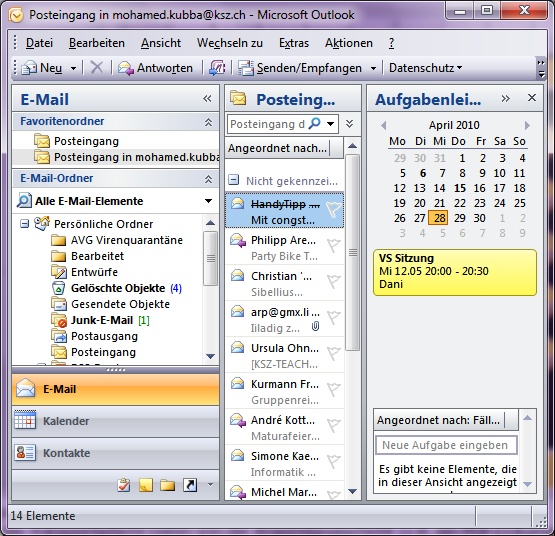 Posteingang in mohamed.kubba@ksz.ch - Microsoft Outlook
Datei Bearbeiten Ansicht Wechseln zu Extras Aktionen ?
Neu Antworten Senden/Empfangen Datenschutz
E-Mail
Favoritenordner
Posteingang
Posteingang in mohamed.kubba
E-Mail-Ordner
Alle E-Mail-Elemente
Persönliche Ordner
AVG Virenquarantäne
Bearbeitet
Entwürfe
Gelöschte Objekte (4)
Gesendete Objekte
Junk-E-Mail [1]
Postausgang
Posteingang
E-Mail
Kalender
Kontakte
14 Elemente
Posteing...
Posteingang d
Angeordnet nach...
Nicht gekennzei...
HandyTipp ...
Mit congst...
Philipp Are...
Party Bike T...
Christian ´...
Sibellius...
arp@gmx.li ...
Iiladig z...
Ursula Ohn...
[KSZ-TEACH...
Kurmann Fr...
Gruppenrei...
André Kott...
Maturafeier...
Simone Kae...
Informatik ...
Michel Mar...
Aufgabenlei...
April 2010
Mo Di Mi Do Fr Sa So
29 30 31 1 2 3 4
5 6 7 8 9 10 11
12 13 14 15 16 17 18
19 20 21 22 23 24 25
26 27 28 29 30 1 2
3 4 5 6 7 8 9
VS Sitzung
Mi 12.05 20:00 - 20:30
Dani
Angeordnet nach: Fäll...
Neue Aufgabe eingeben
Es gibt keine Elemente, die
in dieser Ansicht angezeigt